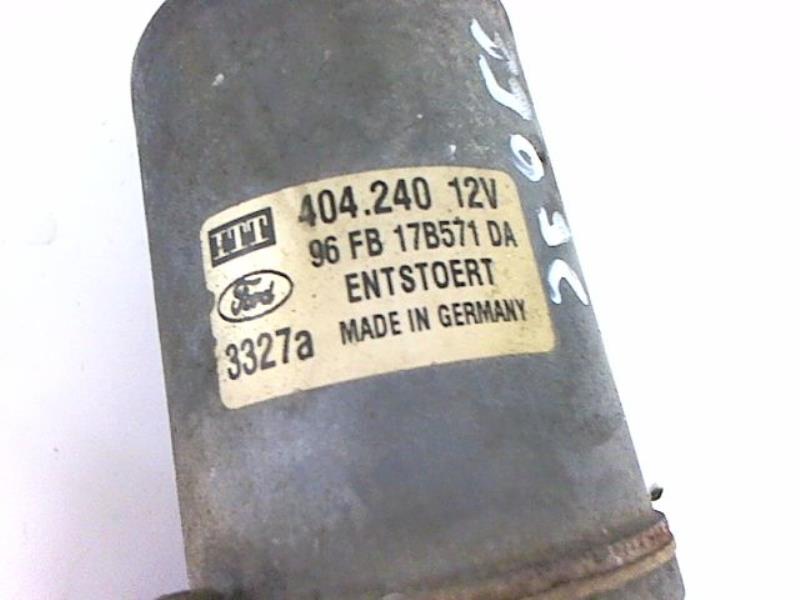 ITT 404.240 12V
96 FB 17B571 DA
Ford ENTSTOERT
3327a MADE IN GERMANY